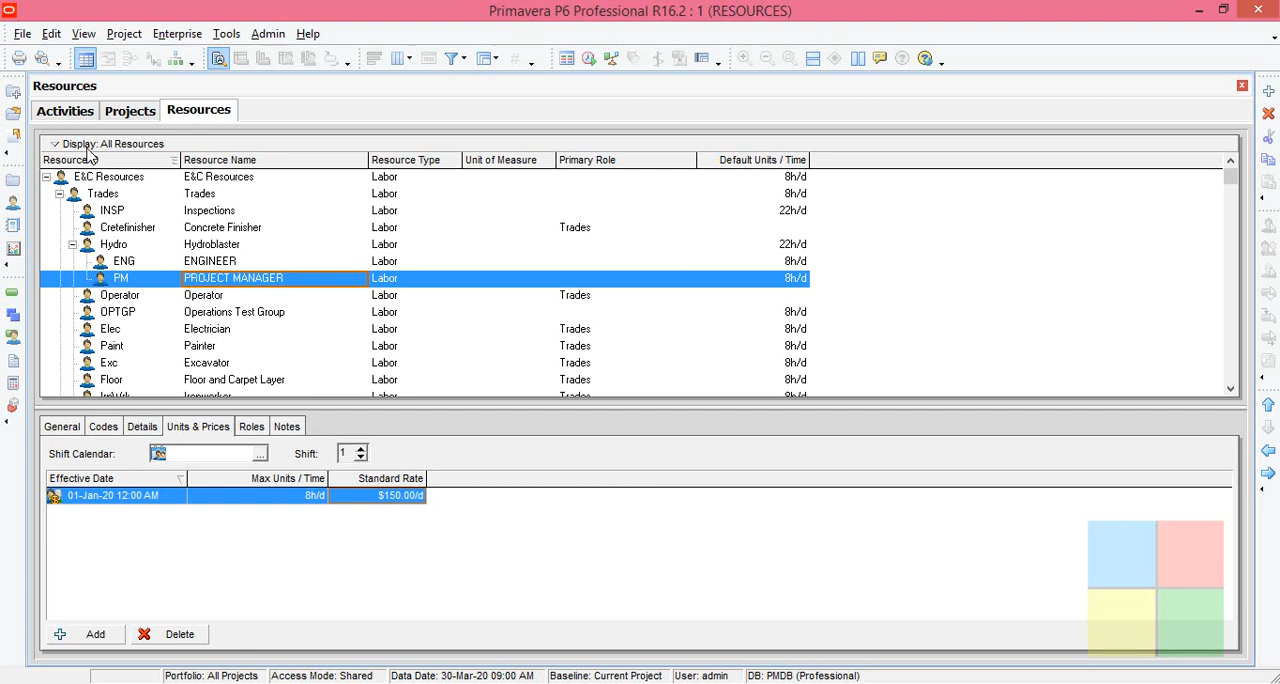 Primavera P6 Professional R16.2 : 1 (RESOURCES)
File Edit View Project Enterprise Tools Admin Help
Resources
Activities Projects Resources
Display: All Resources
Resource Resource Name Resource Type Unit of Measure Primary Role Default Units / Time
E&C Resources E&C Resources Labor 8h/d
Trades Trades Labor 8h/d
INSP Inspections Labor 22h/d
Cretefinisher Concrete Finisher Labor Trades
Hydro Hydroblaster Labor 22h/d
ENG ENGINEER Labor 8h/d
PM PROJECT MANAGER Labor 8h/d
Operator Operator Labor Trades
OPTGP Operations Test Group Labor 8h/d
Elec Electrician Labor Trades 8h/d
Paint Painter Labor Trades 8h/d
Exc Excavator Labor Trades 8h/d
Floor Floor and Carpet Layer Labor Trades 8h/d
General Codes Details Units & Prices Roles Notes
Shift Calendar: ... Shift: 1
Effective Date Max Units / Time Standard Rate
01-Jan-20 12:00 AM 8h/d $150.00/d
Add Delete
Portfolio: All Projects Access Mode: Shared Data Date: 30-Mar-20 09:00 AM Baseline: Current Project User: admin DB: PMDB (Professional)